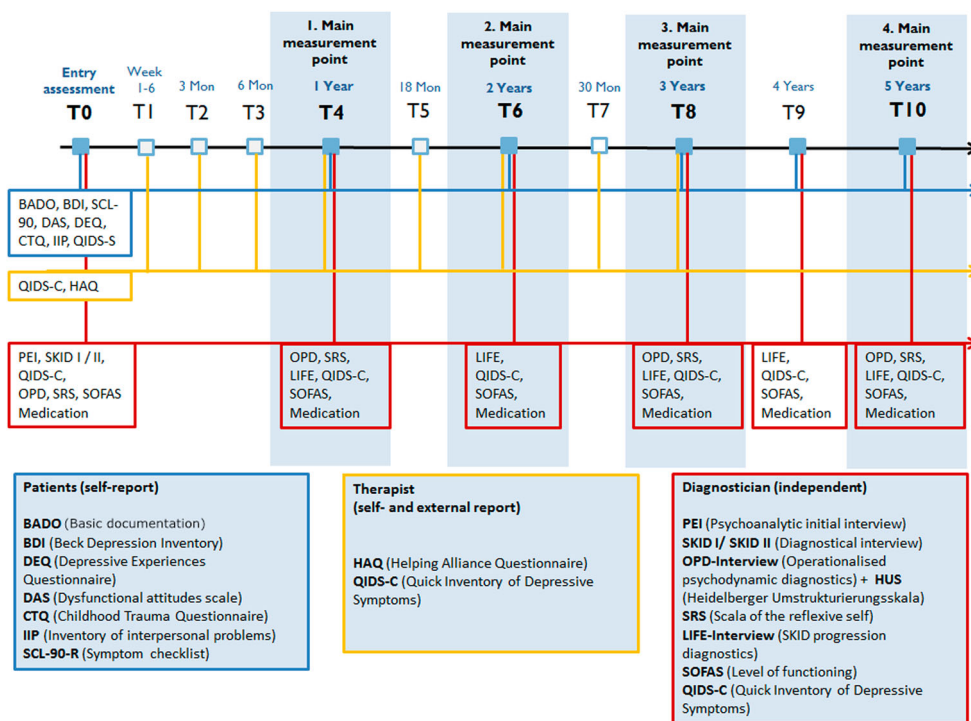 1. Main
measurement
point
2. Main
measurement
point
3. Main
measurement
point
4. Main
measurement
point
Entry
assessment
Week
1-6
3 Mon
6 Mon
1 Year
18 Mon
2 Years
30 Mon
3 Years
4 Years
5 Years
T0
T1
T2
T3
T4
T5
T6
T7
T8
T9
T10
BADO, BDI, SCL-
90, DAS, DEQ,
CTQ, IIP, QIDS-S
QIDS-C, HAQ
PEI, SKID I / II,
QIDS-C,
OPD, SRS, SOFAS
Medication
OPD, SRS,
LIFE, QIDS-C,
SOFAS,
Medication
LIFE,
QIDS-C,
SOFAS,
Medication
OPD, SRS,
LIFE, QIDS-C,
SOFAS,
Medication
LIFE,
QIDS-C,
SOFAS,
Medication
OPD, SRS,
LIFE, QIDS-C,
SOFAS,
Medication
Patients (self-report)
BADO (Basic documentation)
BDI (Beck Depression Inventory)
DEQ (Depressive Experiences
Questionnaire)
DAS (Dysfunctional attitudes scale)
CTQ (Childhood Trauma Questionnaire)
IIP (Inventory of interpersonal problems)
SCL-90-R (Symptom checklist)
Therapist
(self- and external report)
HAQ (Helping Alliance Questionnaire)
QIDS-C (Quick Inventory of Depressive
Symptoms)
Diagnostician (independent)
PEI (Psychoanalytic initial interview)
SKID I/ SKID II (Diagnostical interview)
OPD-Interview (Operationalised
psychodynamic diagnostics) + HUS
(Heidelberger Umstrukturierungsskala)
SRS (Scala of the reflexive self)
LIFE-Interview (SKID progression
diagnostics)
SOFAS (Level of functioning)
QIDS-C (Quick Inventory of Depressive
Symptoms)